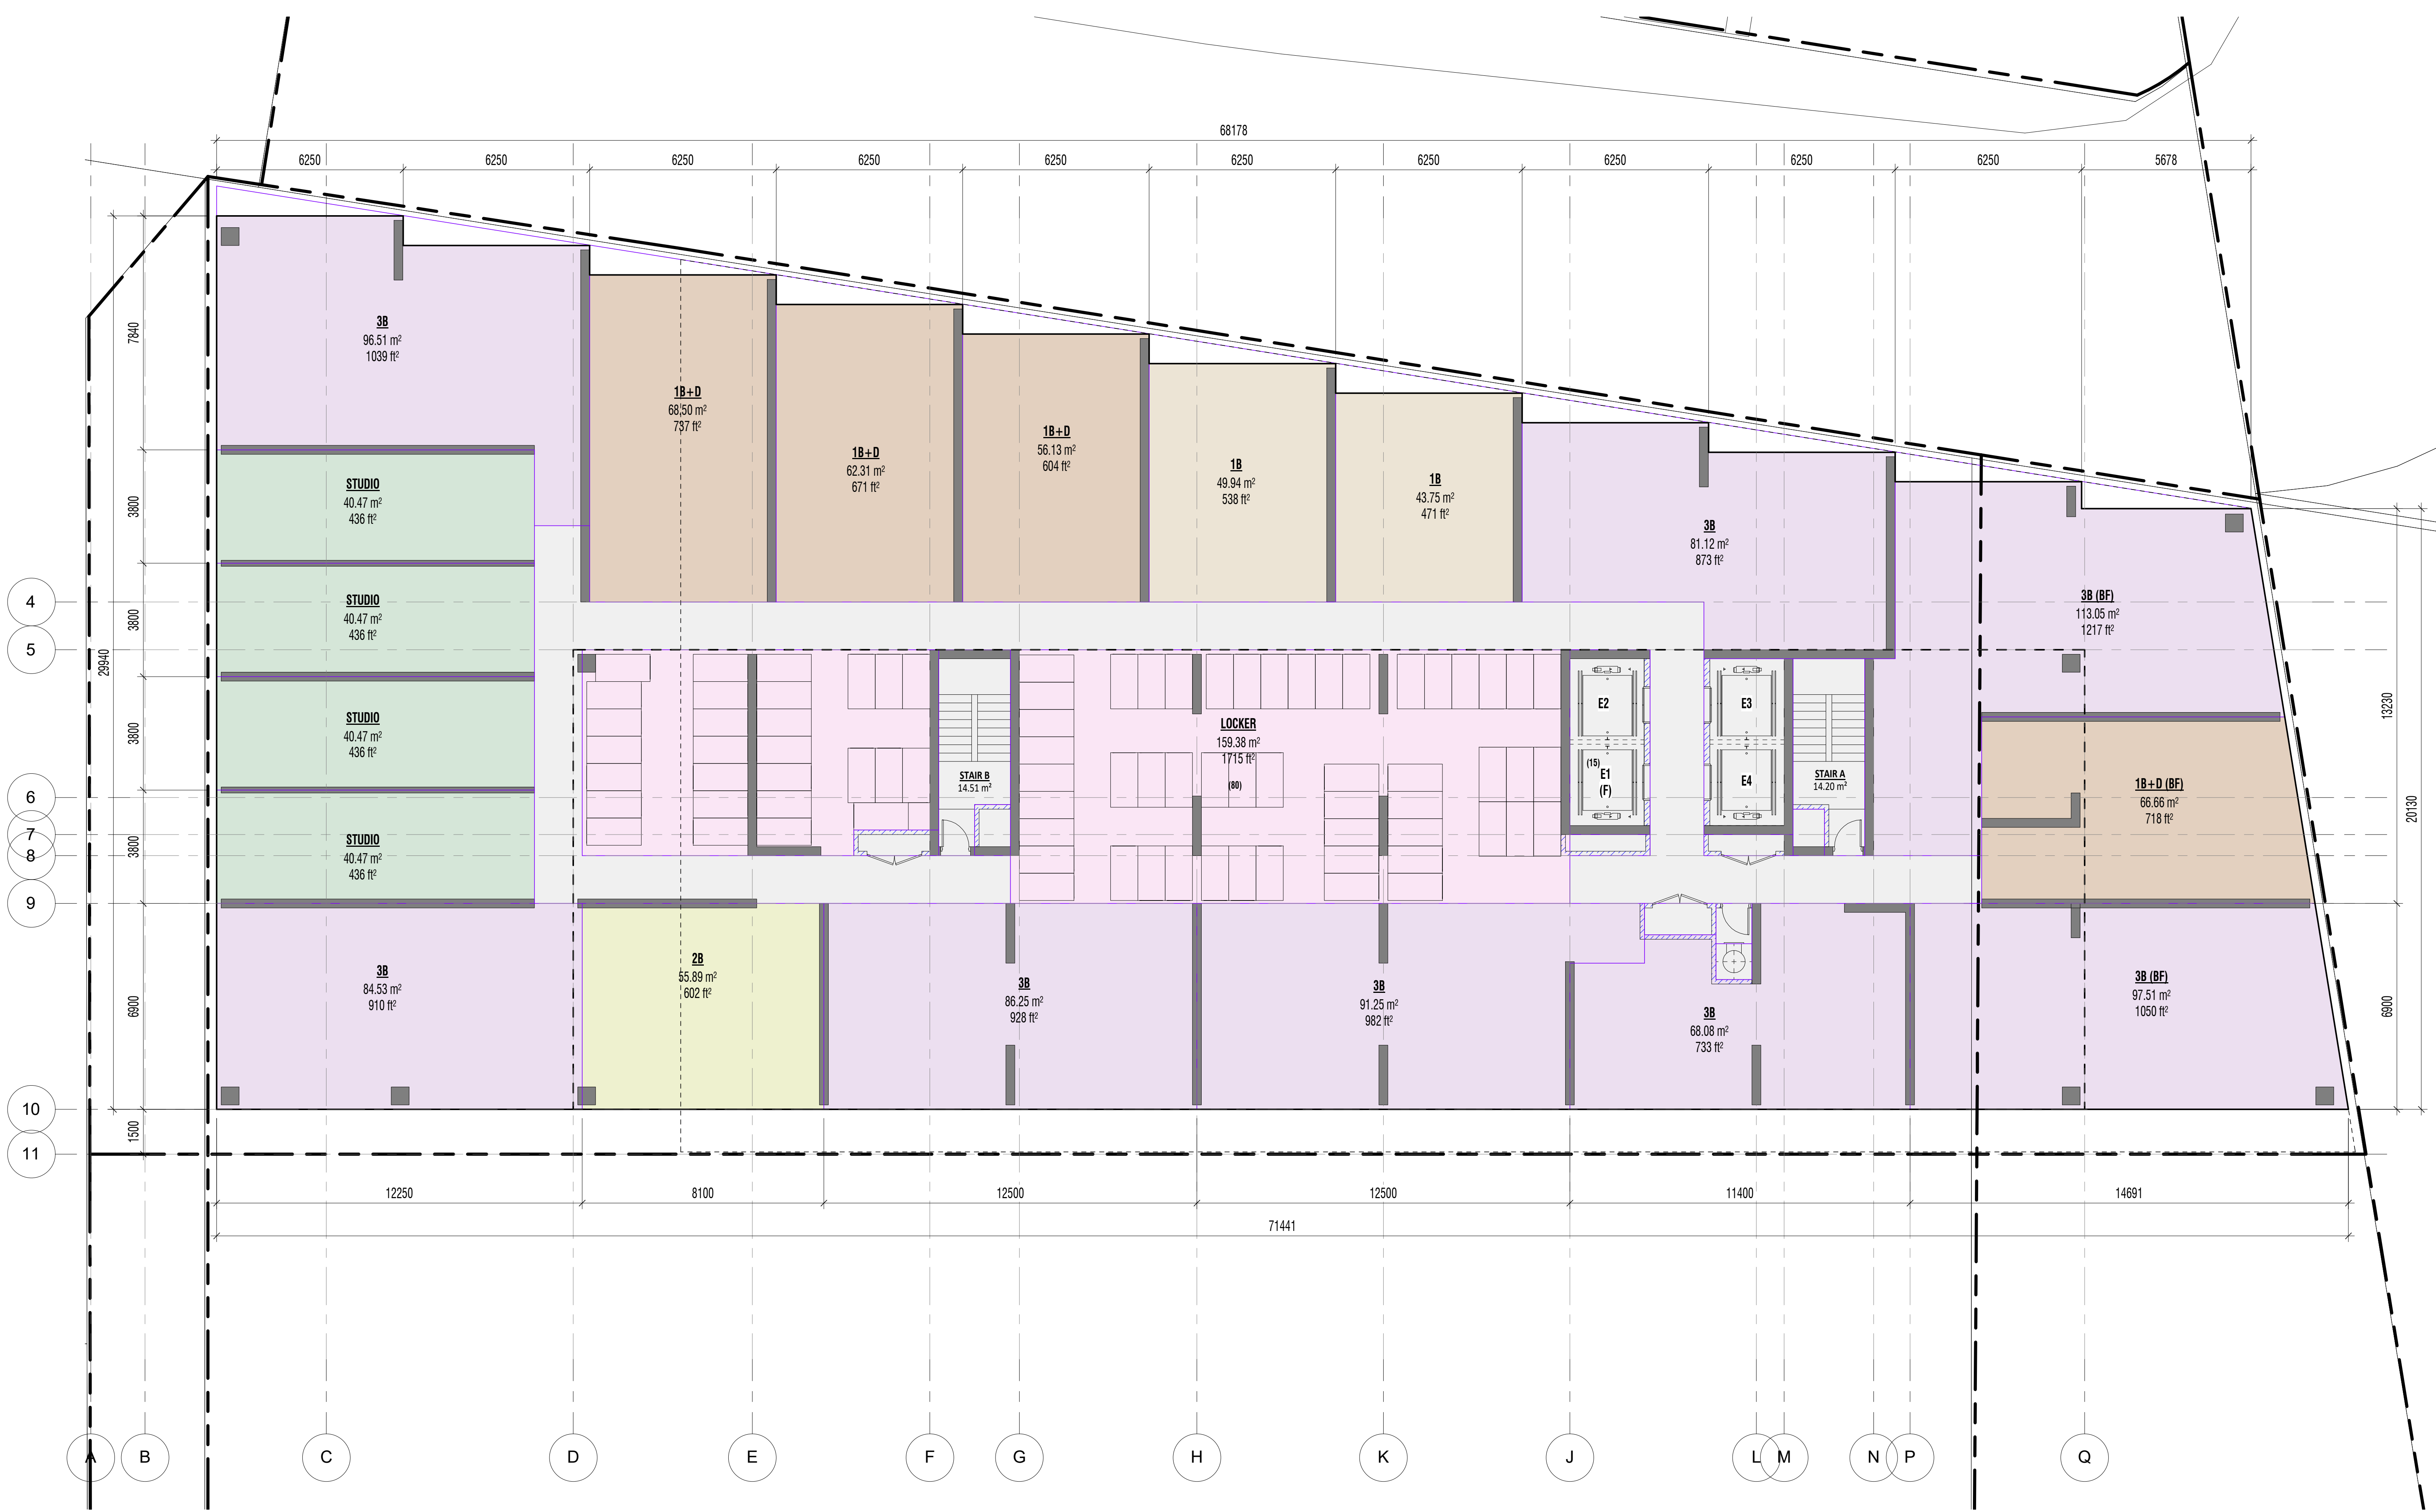 68178
6250 6250 6250 6250 6250 6250 6250 6250 6250 6250 5678
3B
96.51 m²
1039 ft²
1B+D
68.50 m²
737 ft²
1B+D
62.31 m²
671 ft²
1B+D
56.13 m²
604 ft²
1B
49.94 m²
538 ft²
1B
43.75 m²
471 ft²
3B
81.12 m²
873 ft²
3B (BF)
113.05 m²
1217 ft²
STUDIO
40.47 m²
436 ft²
STUDIO
40.47 m²
436 ft²
STUDIO
40.47 m²
436 ft²
STUDIO
40.47 m²
436 ft²
LOCKER
159.38 m²
1715 ft²
(80)
STAIR B
14.51 m²
E2
(15)
E1
(F)
E3
E4
STAIR A
14.20 m²
1B+D (BF)
66.66 m²
718 ft²
3B
84.53 m²
910 ft²
2B
55.89 m²
602 ft²
3B
86.25 m²
928 ft²
3B
91.25 m²
982 ft²
3B
68.08 m²
733 ft²
3B (BF)
97.51 m²
1050 ft²
7840
3800
3800
3800
3800
6900
1500
29940
13230
6900
20130
4
5
6
7
8
9
10
11
12250 8100 12500 12500 11400 14691
71441
A B C D E F G H K J L M N P Q